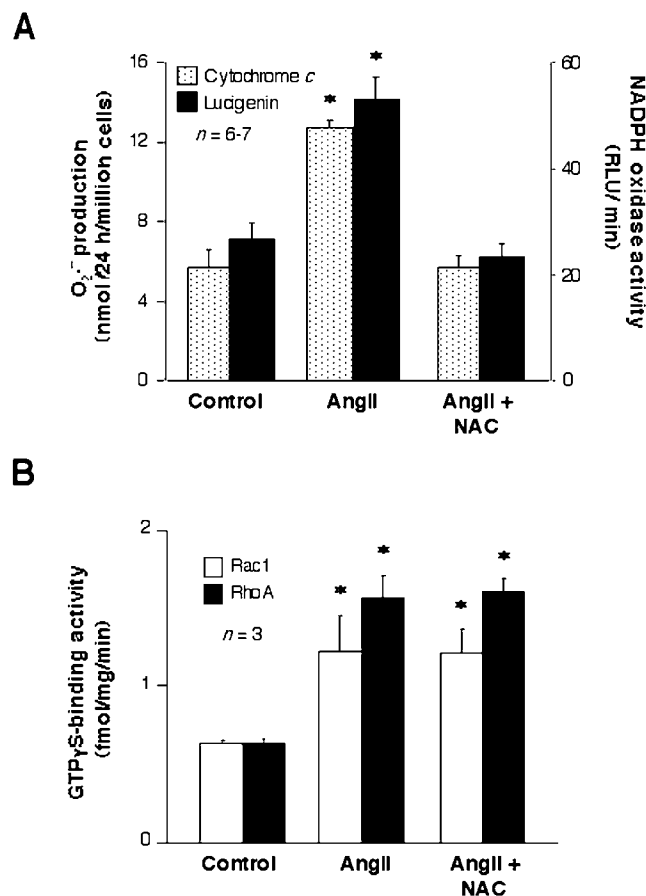 A
16
12
8
4
0
O2·− production
(nmol/24 h/million cells)
Cytochrome c
Lucigenin
n = 6-7
*
*
60
40
20
0
NADPH oxidase activity
(RLU/min)
Control
AngII
AngII +
NAC
B
2
1
0
GTPγS-binding activity
(fmol/mg/min)
Rac1
RhoA
n = 3
*
*
*
*
Control
AngII
AngII +
NAC